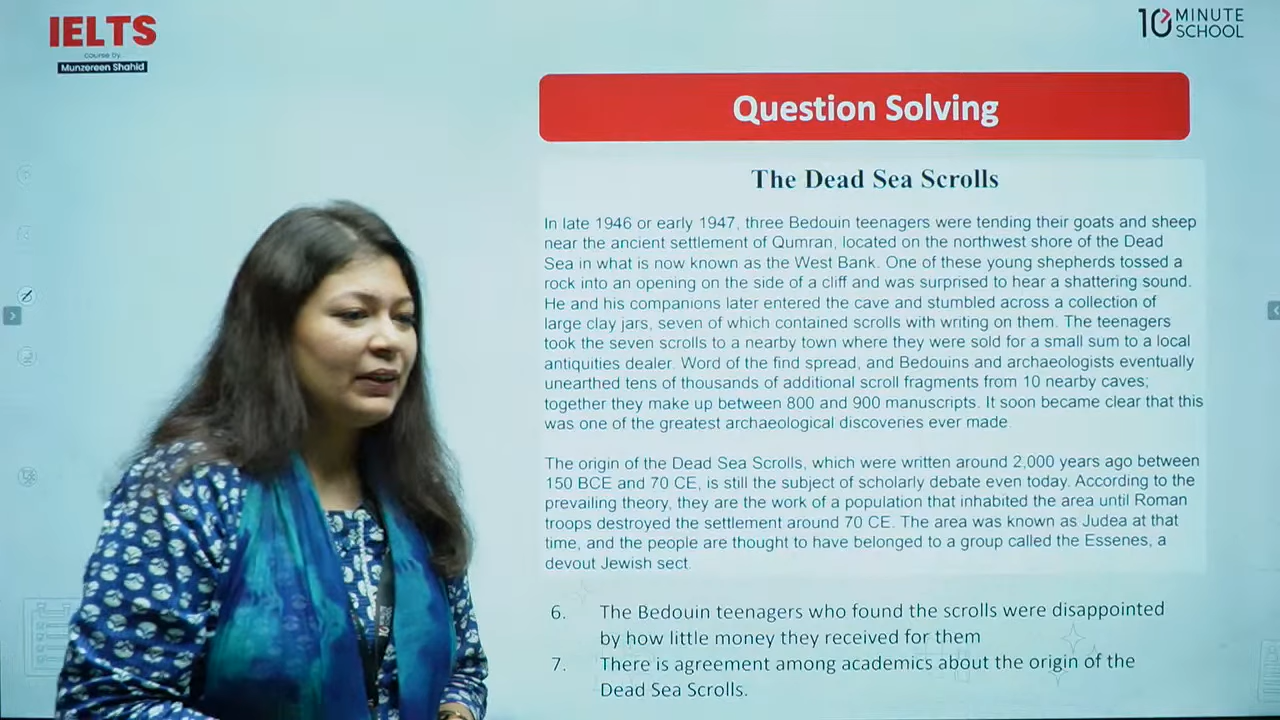 IELTS
course by
Munzereen Shahid
10 MINUTE
SCHOOL
Question Solving
The Dead Sea Scrolls
In late 1946 or early 1947, three Bedouin teenagers were tending their goats and sheep
near the ancient settlement of Qumran, located on the northwest shore of the Dead
Sea in what is now known as the West Bank. One of these young shepherds tossed a
rock into an opening on the side of a cliff and was surprised to hear a shattering sound.
He and his companions later entered the cave and stumbled across a collection of
large clay jars, seven of which contained scrolls with writing on them. The teenagers
took the seven scrolls to a nearby town where they were sold for a small sum to a local
antiquities dealer. Word of the find spread, and Bedouins and archaeologists eventually
unearthed tens of thousands of additional scroll fragments from 10 nearby caves;
together they make up between 800 and 900 manuscripts. It soon became clear that this
was one of the greatest archaeological discoveries ever made.
The origin of the Dead Sea Scrolls, which were written around 2,000 years ago between
150 BCE and 70 CE, is still the subject of scholarly debate even today. According to the
prevailing theory, they are the work of a population that inhabited the area until Roman
troops destroyed the settlement around 70 CE. The area was known as Judea at that
time, and the people are thought to have belonged to a group called the Essenes, a
devout Jewish sect.
6. The Bedouin teenagers who found the scrolls were disappointed
by how little money they received for them
7. There is agreement among academics about the origin of the
Dead Sea Scrolls.